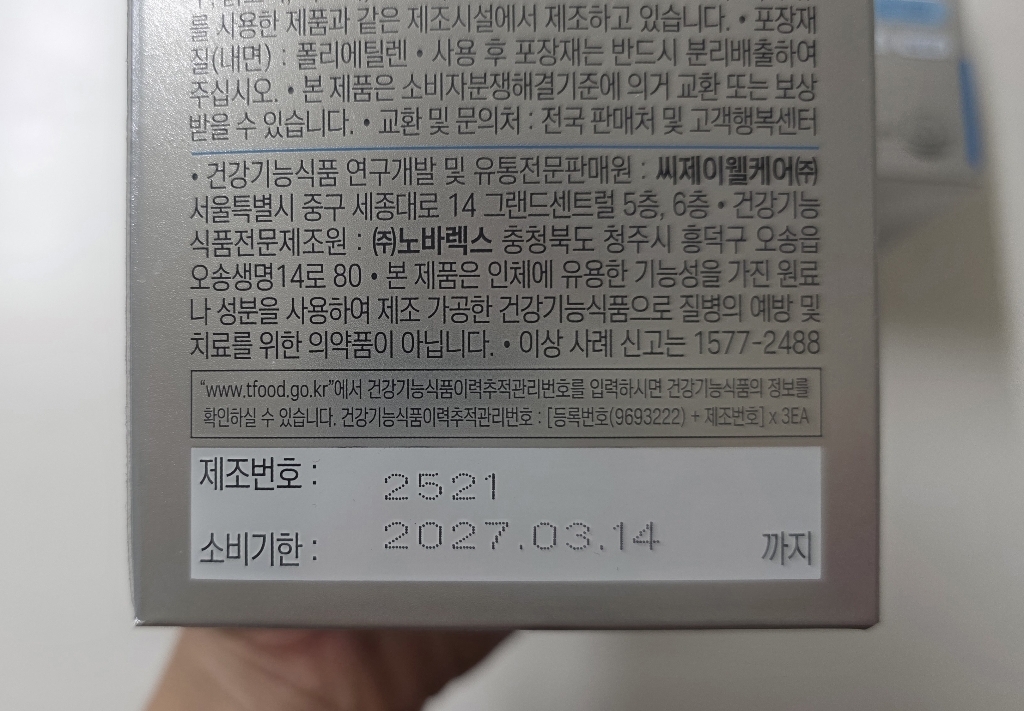 를 사용한 제품과 같은 제조시설에서 제조하고 있습니다. • 포장재
질(내면) : 폴리에틸렌 • 사용 후 포장재는 반드시 분리배출하여
주십시오. • 본 제품은 소비자분쟁해결기준에 의거 교환 또는 보상
받을 수 있습니다. • 교환 및 문의처 : 전국 판매처 및 고객행복센터
• 건강기능식품 연구개발 및 유통전문판매원 : 씨제이웰케어㈜
서울특별시 중구 세종대로 14 그랜드센트럴 5층, 6층 • 건강기능
식품전문제조원 : ㈜노바렉스 충청북도 청주시 흥덕구 오송읍
오송생명14로 80 • 본 제품은 인체에 유용한 기능성을 가진 원료
나 성분을 사용하여 제조 가공한 건강기능식품으로 질병의 예방 및
치료를 위한 의약품이 아닙니다. • 이상 사례 신고는 1577-2488
“www.tfood.go.kr”에서 건강기능식품이력추적관리번호를 입력하시면 건강기능식품의 정보를
확인하실 수 있습니다. 건강기능식품이력추적관리번호 : [등록번호(9693222) + 제조번호] x 3EA
제조번호 : 2521
소비기한 : 2027.03.14 까지